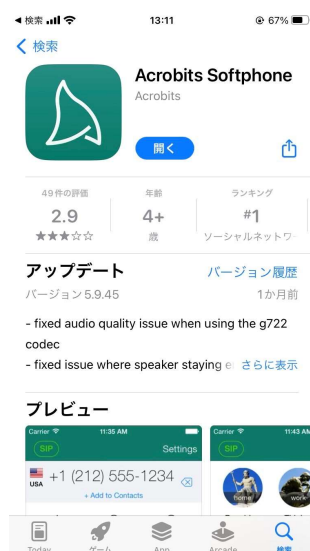 ◀ 検索 13:11 67%
検索
Acrobits Softphone
Acrobits
開く
49件の評価 年齢 ランキング
2.9 4+ #1
★★★☆☆ 歳 ソーシャルネットワ
アップデート バージョン履歴
バージョン 5.9.45 1か月前
- fixed audio quality issue when using the g722
codec
- fixed issue where speaker staying さらに表示
プレビュー
Carrier 11:35 AM Carrier 11:43 AM
SIP Settings SIP
USA +1 (212) 555-1234
+ Add to Contacts home work
Today ゲーム App Arcade 検索